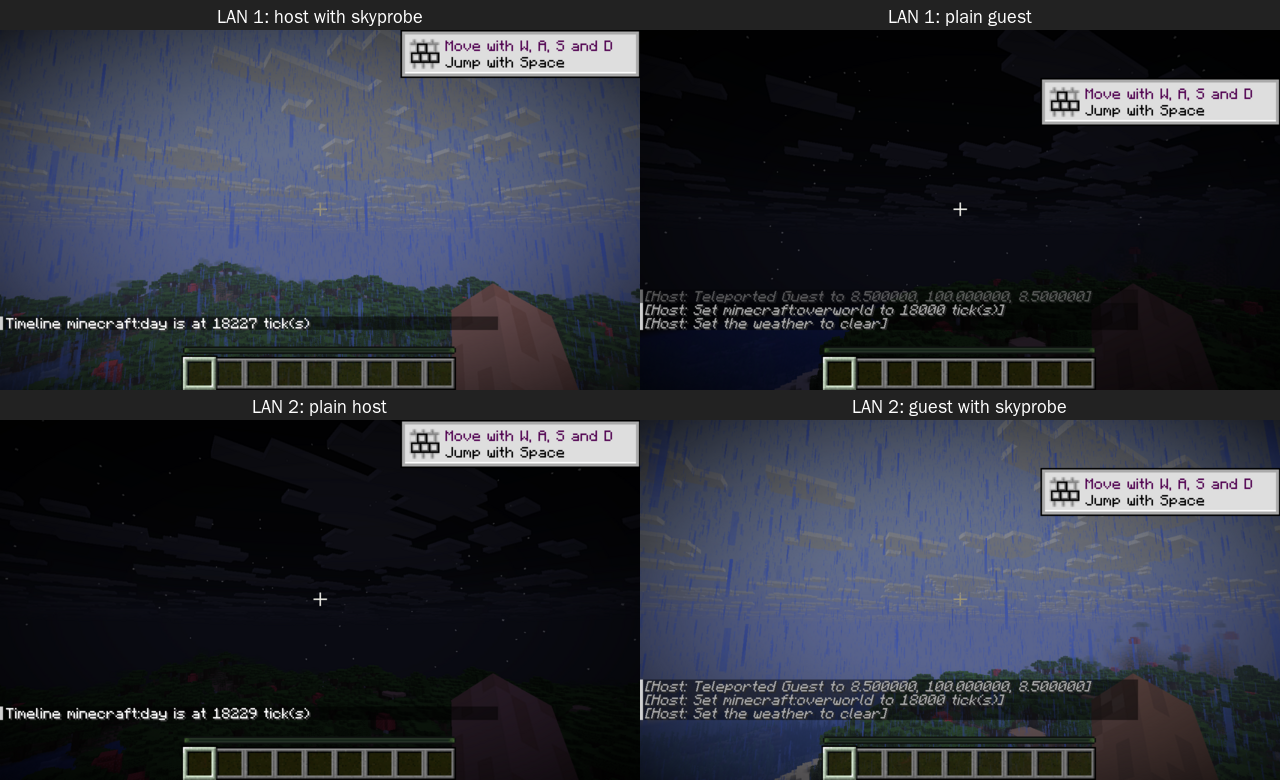 LAN 1: host with skyprobe
Move with W, A, S and D
Jump with Space
Timeline minecraft:day is at 18227 tick(s)
LAN 1: plain guest
Move with W, A, S and D
Jump with Space
[Host: Teleported Guest to 8.500000, 100.000000, 8.500000]
[Host: Set minecraft:overworld to 18000 tick(s)]
[Host: Set the weather to clear]
LAN 2: plain host
Move with W, A, S and D
Jump with Space
Timeline minecraft:day is at 18229 tick(s)
LAN 2: guest with skyprobe
Move with W, A, S and D
Jump with Space
[Host: Teleported Guest to 8.500000, 100.000000, 8.500000]
[Host: Set minecraft:overworld to 18000 tick(s)]
[Host: Set the weather to clear]